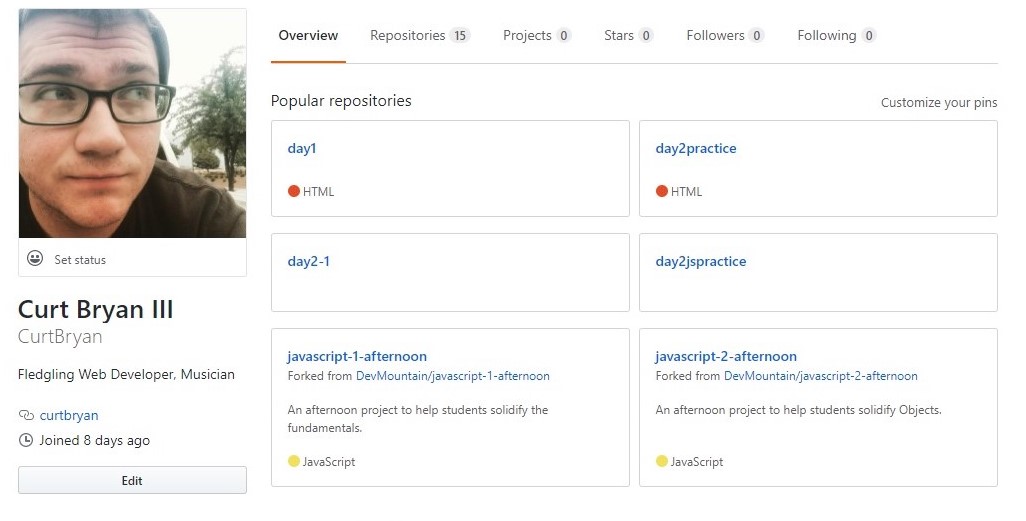 Overview Repositories 15 Projects 0 Stars 0 Followers 0 Following 0
Popular repositories
Customize your pins
day1
HTML
day2practice
HTML
day2-1
day2jspractice
javascript-1-afternoon
Forked from DevMountain/javascript-1-afternoon
An afternoon project to help students solidify the
fundamentals.
JavaScript
javascript-2-afternoon
Forked from DevMountain/javascript-2-afternoon
An afternoon project to help students solidify Objects.
JavaScript
Set status
Curt Bryan III
CurtBryan
Fledgling Web Developer, Musician
curtbryan
Joined 8 days ago
Edit